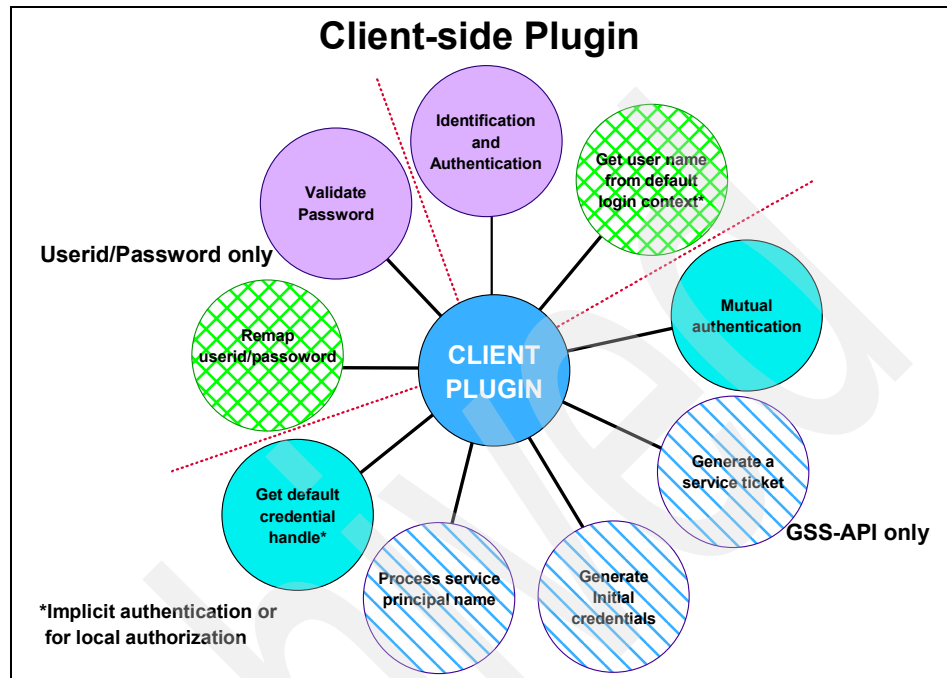 Client-side Plugin
Identification
and
Authentication
Get user name
from default
login context*
Validate
Password
Userid/Password only
Mutual
authentication
Remap
userid/passoword
CLIENT
PLUGIN
Generate a
service ticket
Get default
credential
handle*
GSS-API only
Process service
principal name
Generate
Initial
credentials
*Implicit authentication or
for local authorization